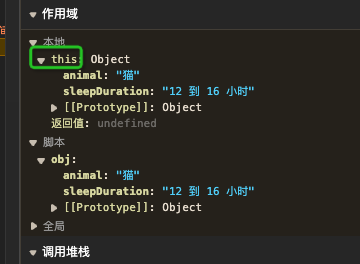 作用域
本地
this: Object
animal: "猫"
sleepDuration: "12 到 16 小时"
[[Prototype]]: Object
返回值: undefined
脚本
obj:
animal: "猫"
sleepDuration: "12 到 16 小时"
[[Prototype]]: Object
全局
调用堆栈